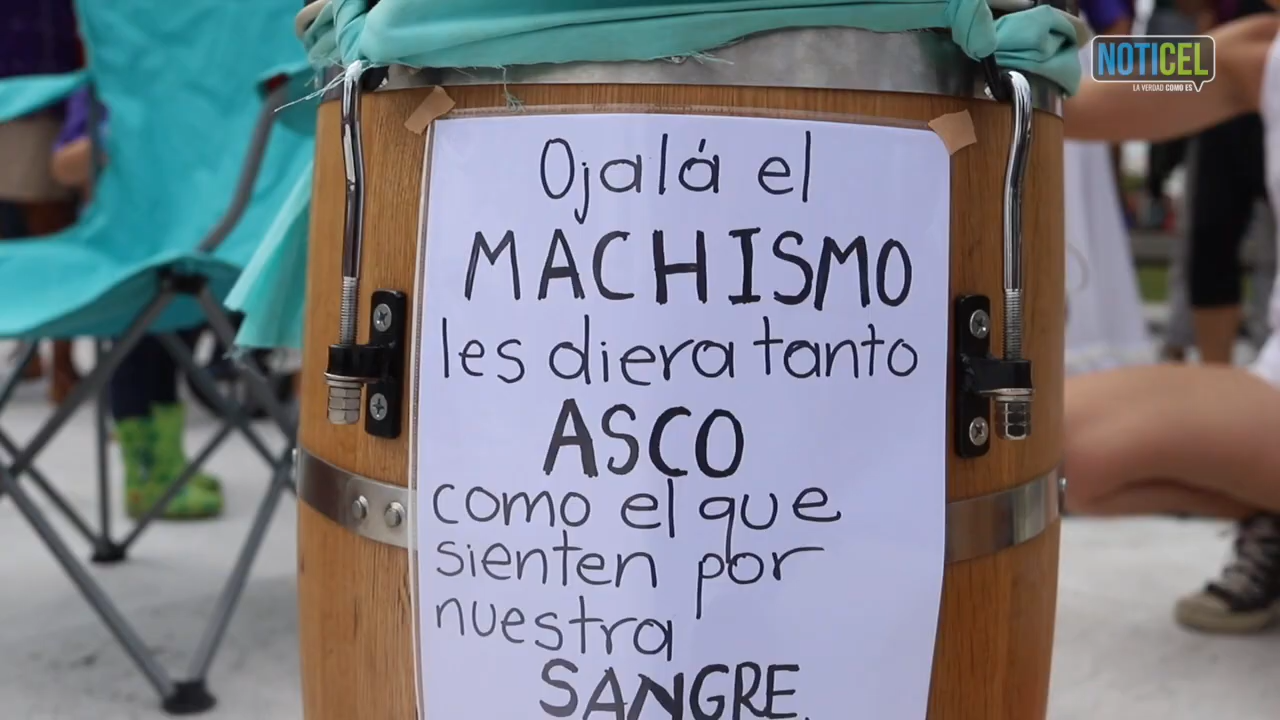 NOTICEL
LA VERDAD COMO ES
Ojalá el
MACHISMO
les diera tanto
ASCO
como el que
sienten por
nuestra
SANGRE.